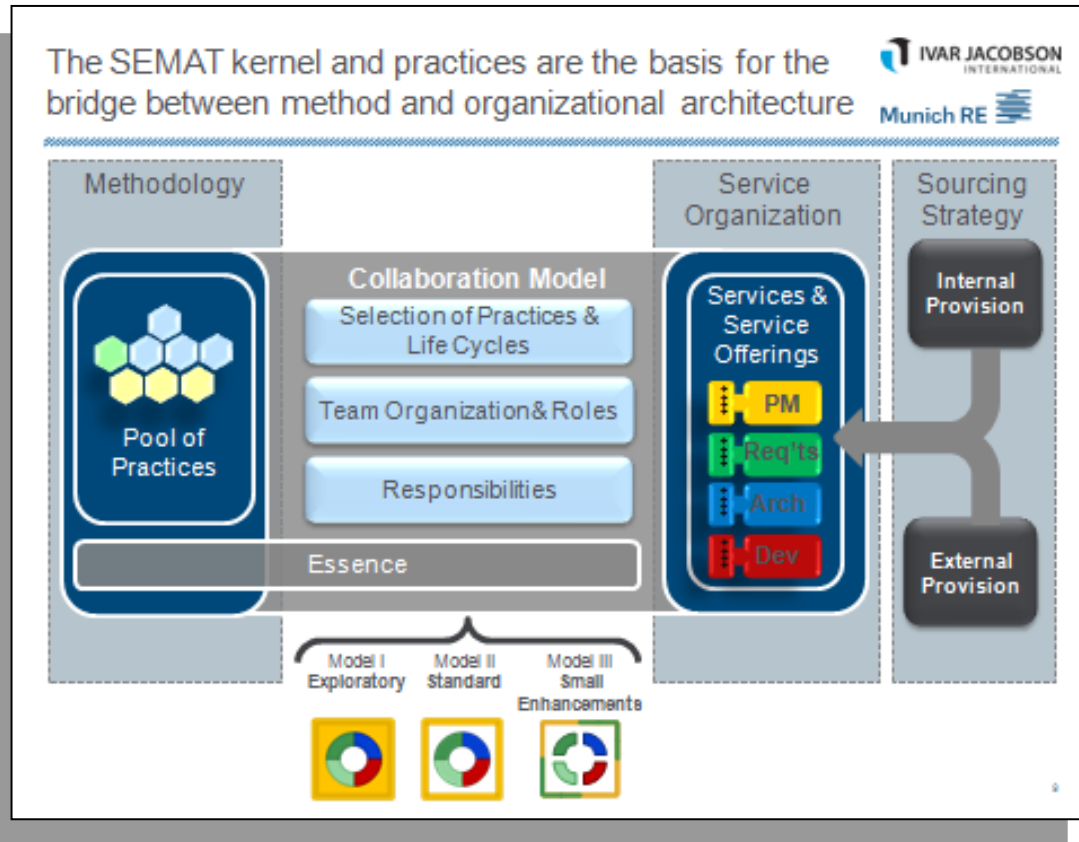 The SEMAT kernel and practices are the basis for the
bridge between method and organizational architecture
IVAR JACOBSON
INTERNATIONAL
Munich RE
Methodology
Service
Organization
Sourcing
Strategy
Collaboration Model
Selection of Practices &
Life Cycles
Team Organization& Roles
Responsibilities
Pool of
Practices
Essence
Services &
Service
Offerings
PM
Req'ts
Arch
Dev
Internal
Provision
External
Provision
Model I
Exploratory
Model II
Standard
Model III
Small
Enhancements